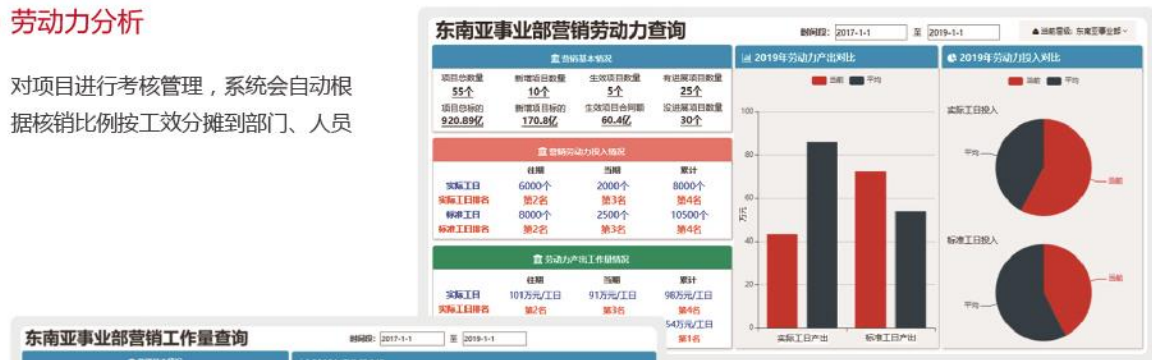 劳动力分析
对项目进行考核管理，系统会自动根
据核销比例按工效分摊到部门、人员
东南亚事业部营销劳动力查询
时间段: 2017-1-1 至 2019-1-1
当前层级: 东南亚事业部
营销基本情况
项目总数量 新增项目数量 生效项目数量 有进展项目数量
55个 10个 5个 25个
项目总标的 新增项目标的 生效项目合同额 没进展项目数量
920.89亿 170.8亿 60.4亿 30个
营销劳动力投入情况
往期 当期 累计
实际工日 6000个 2000个 8000个
实际工日排名 第2名 第3名 第4名
标准工日 8000个 2500个 10500个
标准工日排名 第2名 第3名 第4名
劳动力产出工作量情况
往期 当期 累计
实际工日 101万元/工日 91万元/工日 98万元/工日
实际工日排名 第2名 第3名 第4名
54万元/工日
第1名
2019年劳动力产出对比
当前 平均
100
80
60
40
20
0
万元
实际工日产出 标准工日产出
2019年劳动力投入对比
当前 平均
实际工日投入
平均
当前
标准工日投入
当前
平均
东南亚事业部营销工作量查询
时间段: 2017-1-1 至 2019-1-1